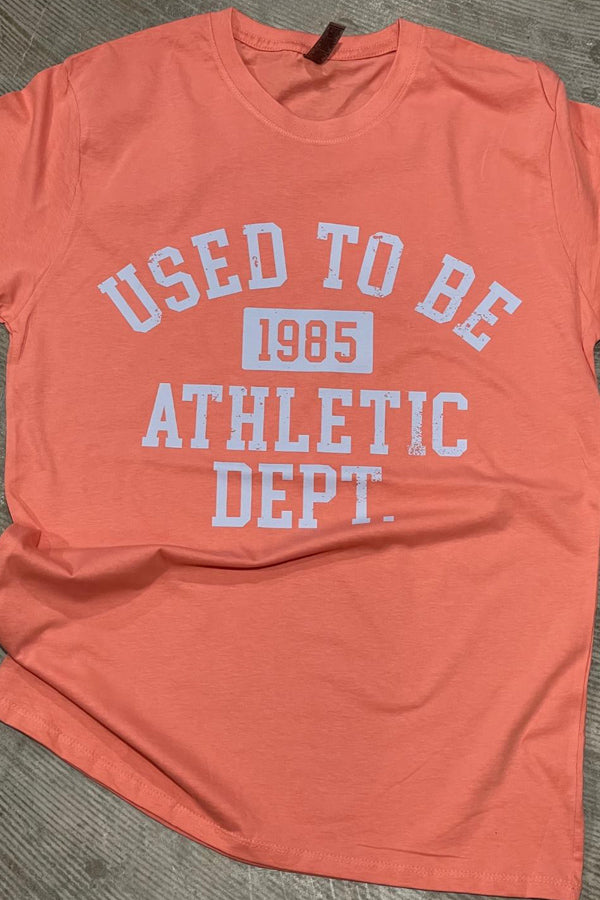 USED TO BE
1985
ATHLETIC
DEPT.